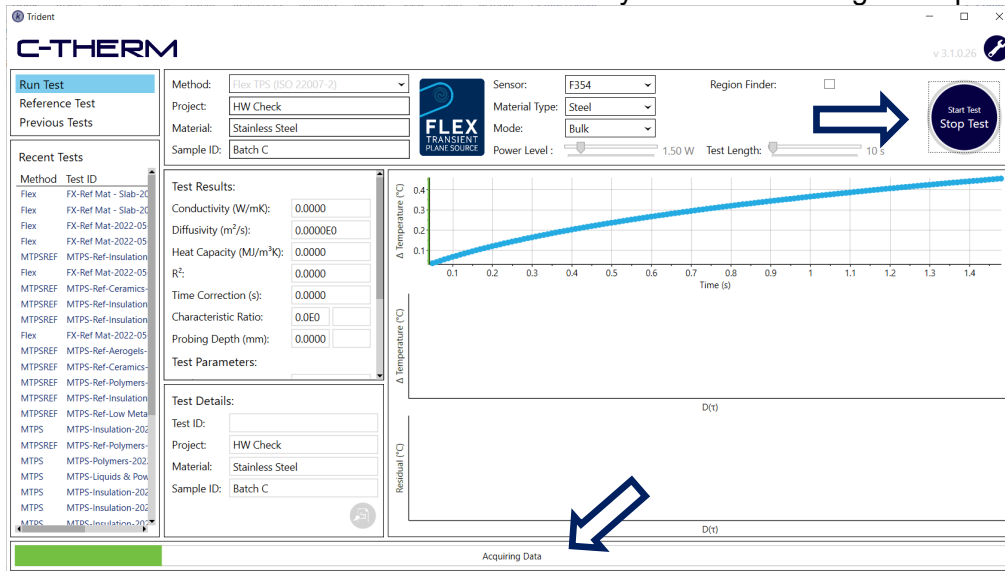 Trident
C-THERM
v 3.1.0.26
Run Test
Reference Test
Previous Tests
Method: Flex TPS (ISO 22007-2)
Project: HW Check
Material: Stainless Steel
Sample ID: Batch C
FLEX
TRANSIENT
PLANE SOURCE
Sensor: F354
Material Type: Steel
Mode: Bulk
Power Level : 1.50 W
Region Finder:
Test Length: 10 s
Start Test
Stop Test
Recent Tests
Method Test ID
Flex FX-Ref Mat - Slab-20
Flex FX-Ref Mat - Slab-20
Flex FX-Ref Mat-2022-05
Flex FX-Ref Mat-2022-05
MTPSREF MTPS-Ref-Insulation
Flex FX-Ref Mat-2022-05
MTPSREF MTPS-Ref-Ceramics-
MTPSREF MTPS-Ref-Insulation
MTPSREF MTPS-Ref-Insulation
Flex FX-Ref Mat-2022-05
MTPSREF MTPS-Ref-Aerogels-
MTPSREF MTPS-Ref-Ceramics-
MTPSREF MTPS-Ref-Polymers-
MTPSREF MTPS-Ref-Insulation
MTPSREF MTPS-Ref-Low Meta
MTPS MTPS-Insulation-202
MTPSREF MTPS-Ref-Polymers-
MTPS MTPS-Polymers-202
MTPS MTPS-Liquids & Pow
MTPS MTPS-Insulation-202
MTPS MTPS-Insulation-202
MTPS MTPS-Insulation-202
Test Results:
Conductivity (W/mK): 0.0000
Diffusivity (m²/s): 0.0000E0
Heat Capacity (MJ/m³K): 0.0000
R²: 0.0000
Time Correction (s): 0.0000
Characteristic Ratio: 0.0E0
Probing Depth (mm): 0.0000
Test Parameters:
Test Details:
Test ID:
Project: HW Check
Material: Stainless Steel
Sample ID: Batch C
Δ Temperature (°C)
0.4
0.3
0.2
0.1
0.1 0.2 0.3 0.4 0.5 0.6 0.7 0.8 0.9 1 1.1 1.2 1.3 1.4
Time (s)
Δ Temperature (°C)
D(τ)
Residual (°C)
D(τ)
Acquiring Data